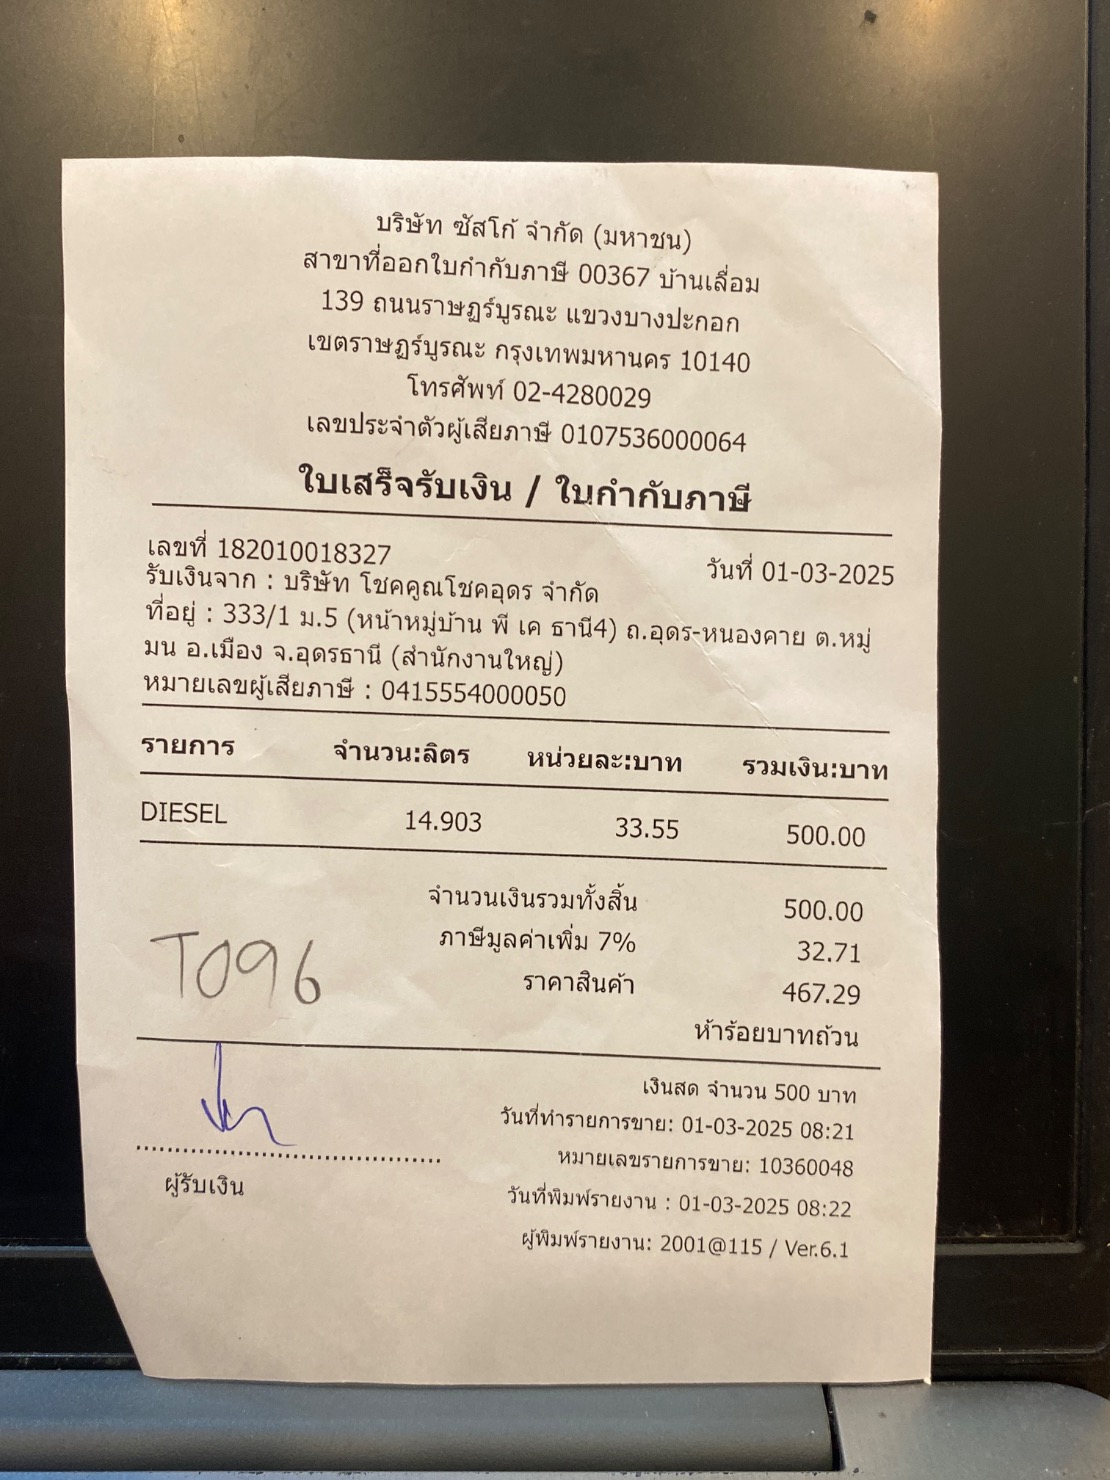 บริษัท ซัสโก้ จำกัด (มหาชน)
สาขาที่ออกใบกำกับภาษี 00367 บ้านเลื่อม
139 ถนนราษฏร์บูรณะ แขวงบางปะกอก
เขตราษฏร์บูรณะ กรุงเทพมหานคร 10140
โทรศัพท์ 02-4280029
เลขประจำตัวผู้เสียภาษี 0107536000064
ใบเสร็จรับเงิน / ใบกำกับภาษี
เลขที่ 182010018327 วันที่ 01-03-2025
รับเงินจาก : บริษัท โชคคูณโชคอุดร จำกัด
ที่อยู่ : 333/1 ม.5 (หน้าหมู่บ้าน พี เค ธานี4) ถ.อุดร-หนองคาย ต.หมู่
มน อ.เมือง จ.อุดรธานี (สำนักงานใหญ่)
หมายเลขผู้เสียภาษี : 0415554000050
รายการ จำนวน:ลิตร หน่วยละ:บาท รวมเงิน:บาท
DIESEL 14.903 33.55 500.00
จำนวนเงินรวมทั้งสิ้น 500.00
ภาษีมูลค่าเพิ่ม 7% 32.71
T096
ราคาสินค้า 467.29
ห้าร้อยบาทถ้วน
เงินสด จำนวน 500 บาท
วันที่ทำรายการขาย: 01-03-2025 08:21
หมายเลขรายการขาย: 10360048
ผู้รับเงิน
วันที่พิมพ์รายงาน : 01-03-2025 08:22
ผู้พิมพ์รายงาน: 2001@115 / Ver.6.1